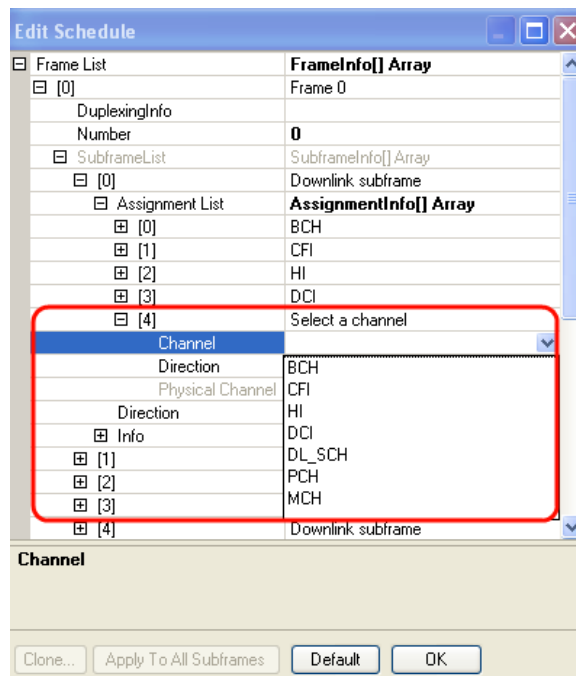 Edit Schedule
Frame List FrameInfo[] Array
[0] Frame 0
DuplexingInfo
Number 0
SubframeList SubframeInfo[] Array
[0] Downlink subframe
Assignment List AssignmentInfo[] Array
[0] BCH
[1] CFI
[2] HI
[3] DCI
[4] Select a channel
Channel
Direction BCH
Physical Channel CFI
Direction HI
Info DCI
[1] DL_SCH
[2] PCH
[3] MCH
[4] Downlink subframe
Channel
Clone... Apply To All Subframes Default OK